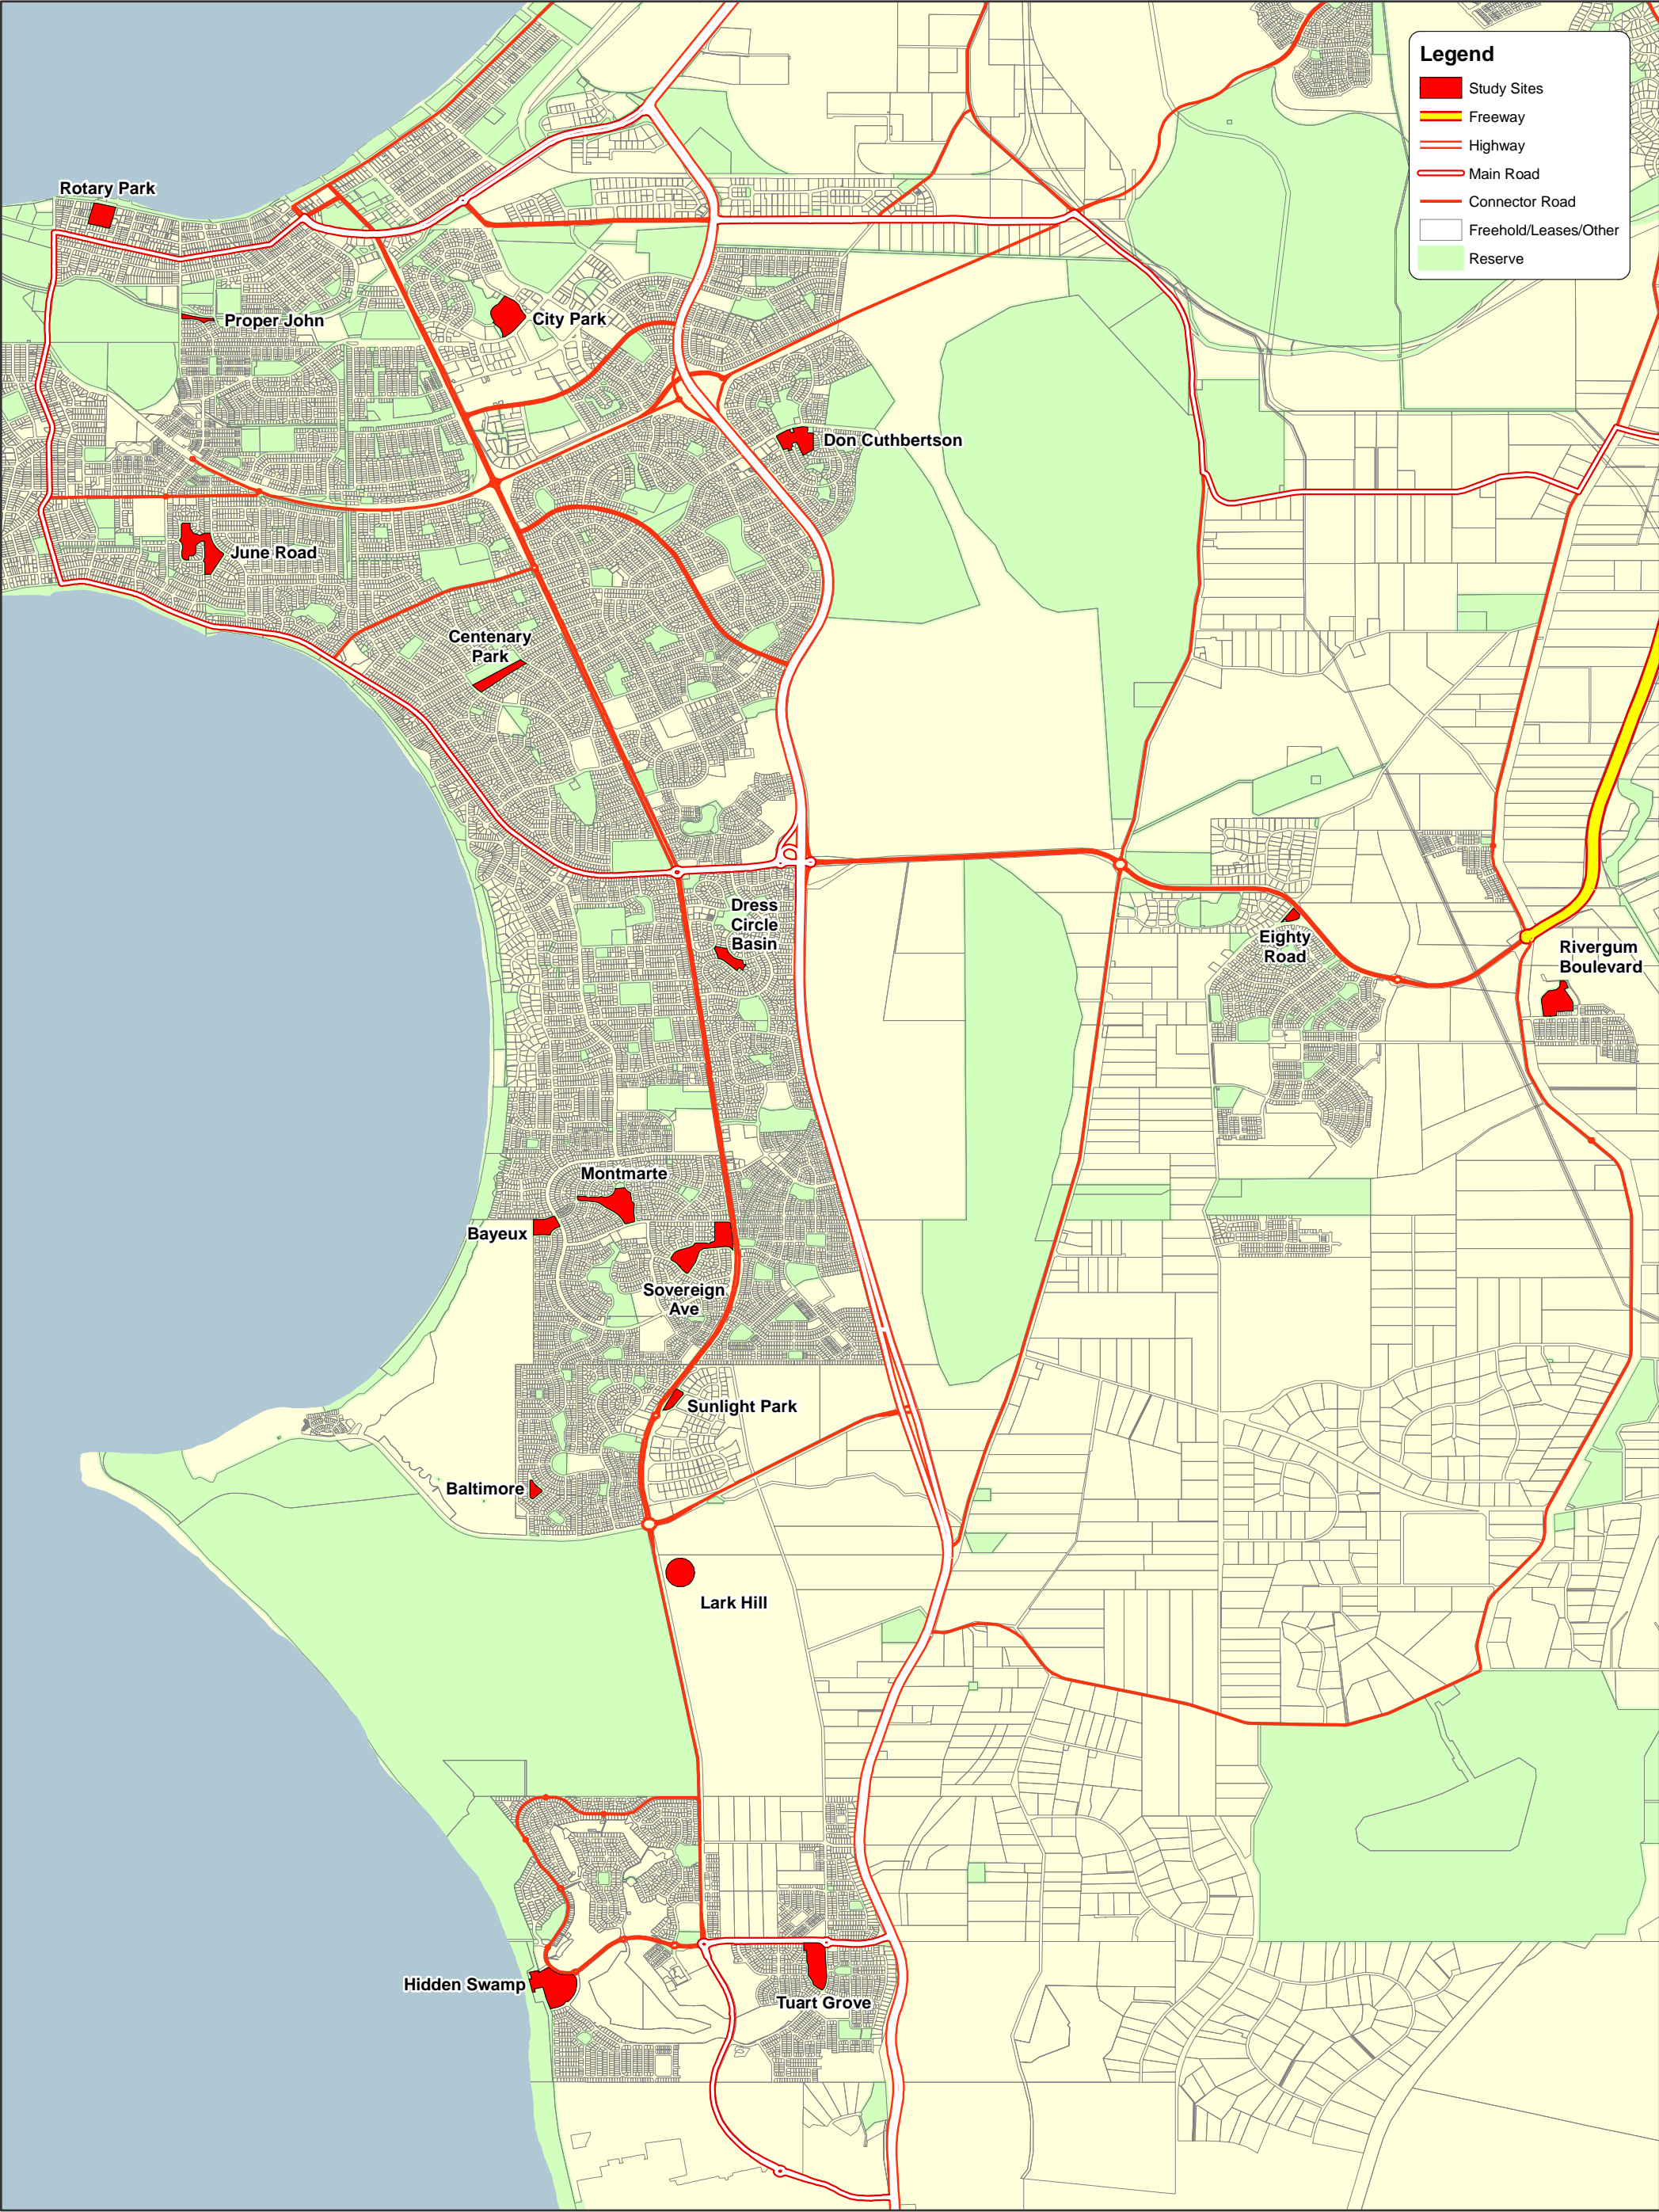 Legend
Study Sites
Freeway
Highway
Main Road
Connector Road
Freehold/Leases/Other
Reserve
Rotary Park
Proper John
City Park
Don Cuthbertson
June Road
Centenary
Park
Dress
Circle
Basin
Eighty
Road
Rivergum
Boulevard
Montmarte
Bayeux
Sovereign
Ave
Sunlight Park
Baltimore
Lark Hill
Hidden Swamp
Tuart Grove